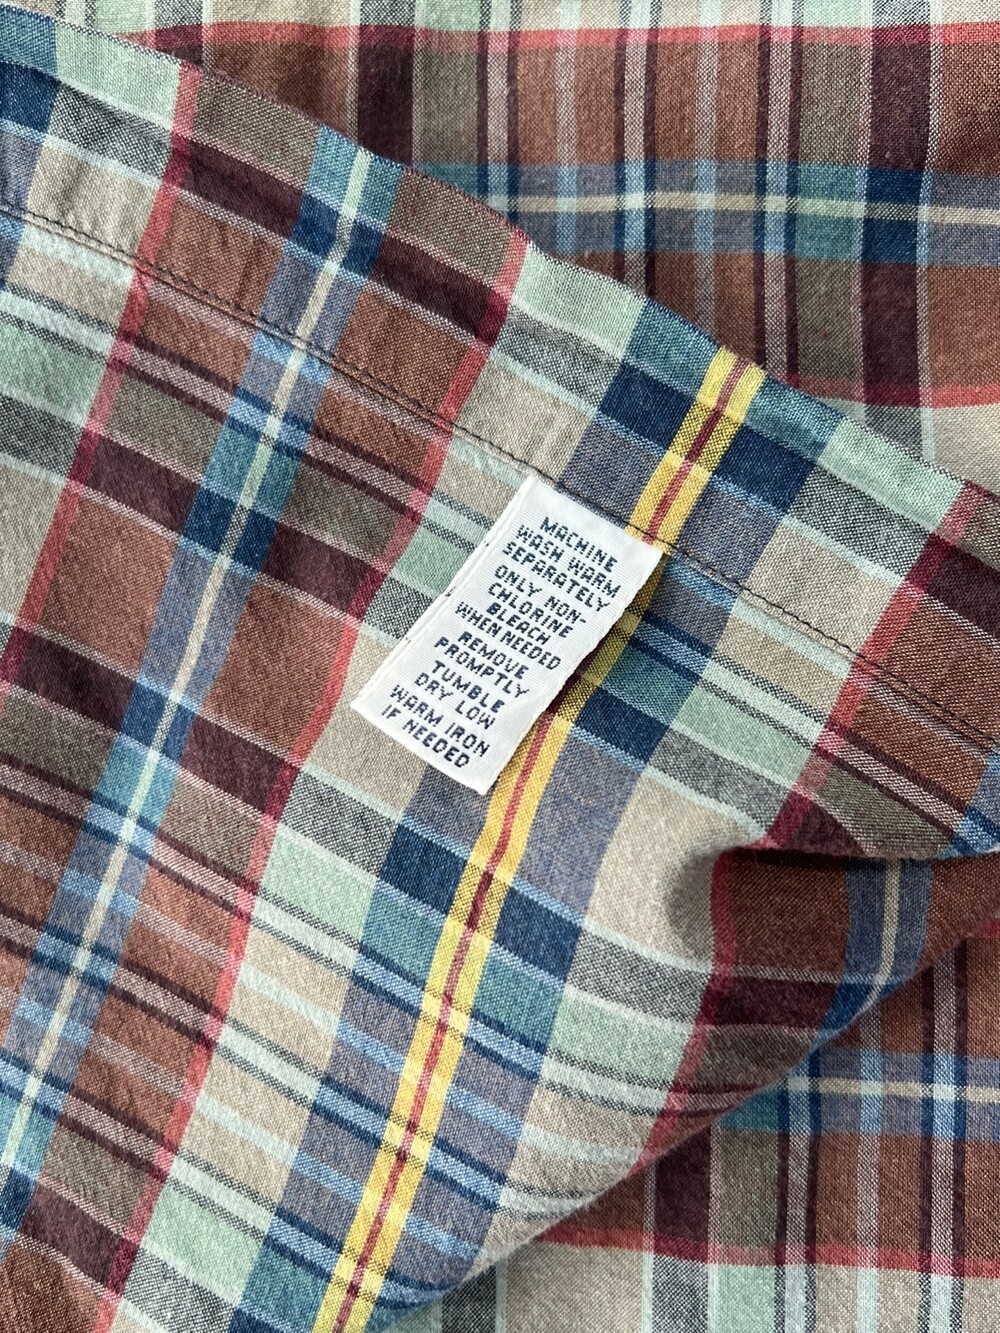 MACHINE
WASH WARM
SEPARATELY
ONLY NON-
CHLORINE
BLEACH
WHEN NEEDED
REMOVE
PROMPTLY
TUMBLE
DRY LOW
WARM IRON
IF NEEDED